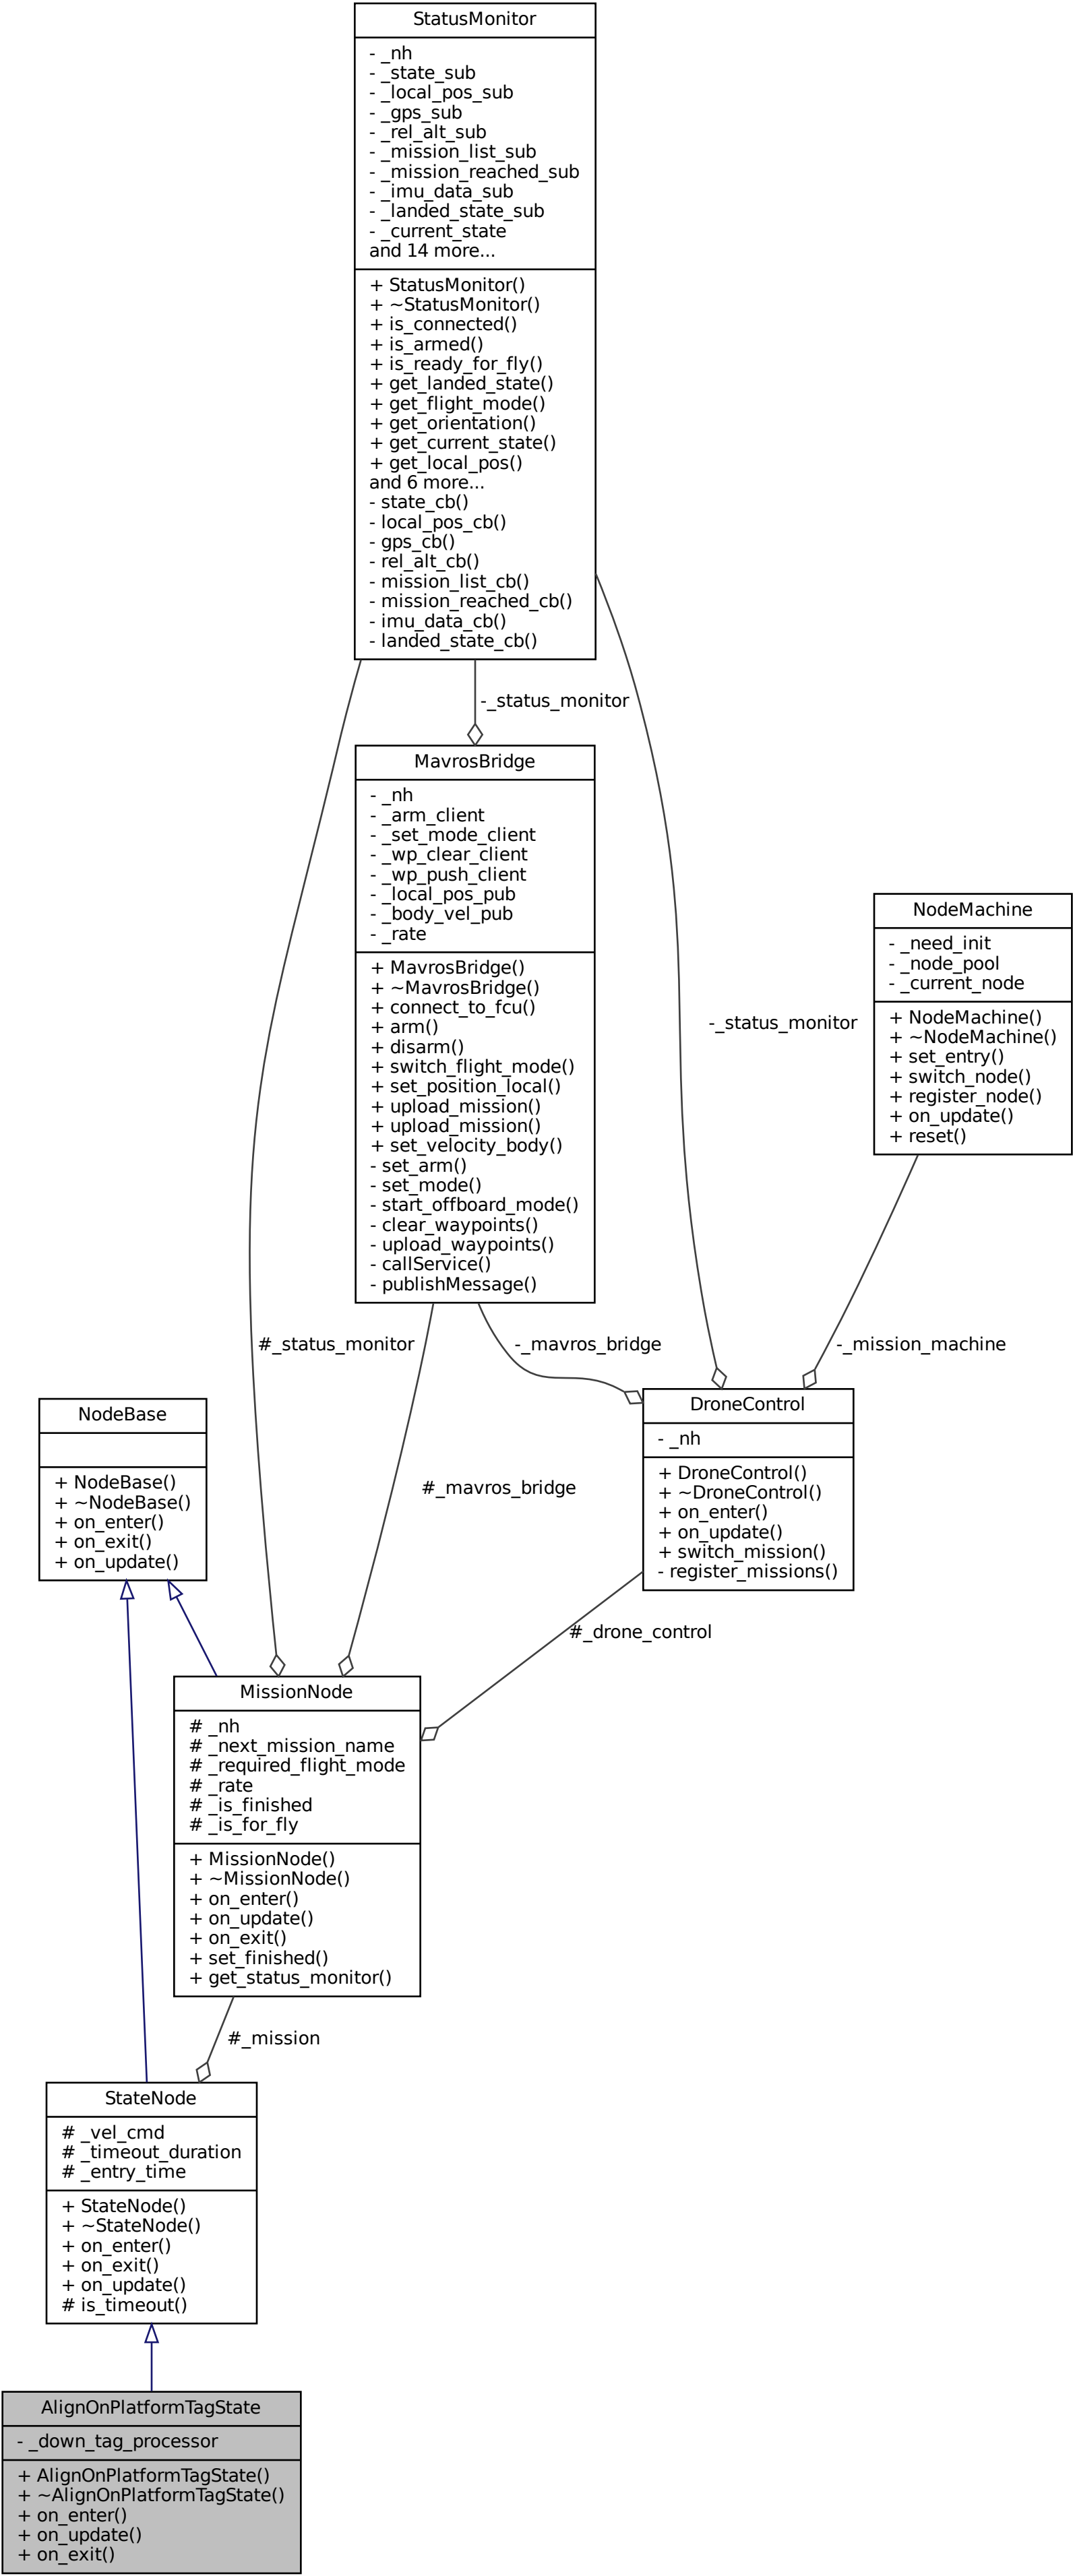 StatusMonitor
- _nh
- _state_sub
- _local_pos_sub
- _gps_sub
- _rel_alt_sub
- _mission_list_sub
- _mission_reached_sub
- _imu_data_sub
- _landed_state_sub
- _current_state
and 14 more...
+ StatusMonitor()
+ ~StatusMonitor()
+ is_connected()
+ is_armed()
+ is_ready_for_fly()
+ get_landed_state()
+ get_flight_mode()
+ get_orientation()
+ get_current_state()
+ get_local_pos()
and 6 more...
- state_cb()
- local_pos_cb()
- gps_cb()
- rel_alt_cb()
- mission_list_cb()
- mission_reached_cb()
- imu_data_cb()
- landed_state_cb()
-_status_monitor
MavrosBridge
- _nh
- _arm_client
- _set_mode_client
- _wp_clear_client
- _wp_push_client
- _local_pos_pub
- _body_vel_pub
- _rate
+ MavrosBridge()
+ ~MavrosBridge()
+ connect_to_fcu()
+ arm()
+ disarm()
+ switch_flight_mode()
+ set_position_local()
+ upload_mission()
+ upload_mission()
+ set_velocity_body()
- set_arm()
- set_mode()
- start_offboard_mode()
- clear_waypoints()
- upload_waypoints()
- callService()
- publishMessage()
-_status_monitor
NodeMachine
- _need_init
- _node_pool
- _current_node
+ NodeMachine()
+ ~NodeMachine()
+ set_entry()
+ switch_node()
+ register_node()
+ on_update()
+ reset()
#_status_monitor
-_mavros_bridge
-_mission_machine
NodeBase
+ NodeBase()
+ ~NodeBase()
+ on_enter()
+ on_exit()
+ on_update()
#_mavros_bridge
DroneControl
- _nh
+ DroneControl()
+ ~DroneControl()
+ on_enter()
+ on_update()
+ switch_mission()
- register_missions()
#_drone_control
MissionNode
# _nh
# _next_mission_name
# _required_flight_mode
# _rate
# _is_finished
# _is_for_fly
+ MissionNode()
+ ~MissionNode()
+ on_enter()
+ on_update()
+ on_exit()
+ set_finished()
+ get_status_monitor()
#_mission
StateNode
# _vel_cmd
# _timeout_duration
# _entry_time
+ StateNode()
+ ~StateNode()
+ on_enter()
+ on_exit()
+ on_update()
# is_timeout()
AlignOnPlatformTagState
- _down_tag_processor
+ AlignOnPlatformTagState()
+ ~AlignOnPlatformTagState()
+ on_enter()
+ on_update()
+ on_exit()